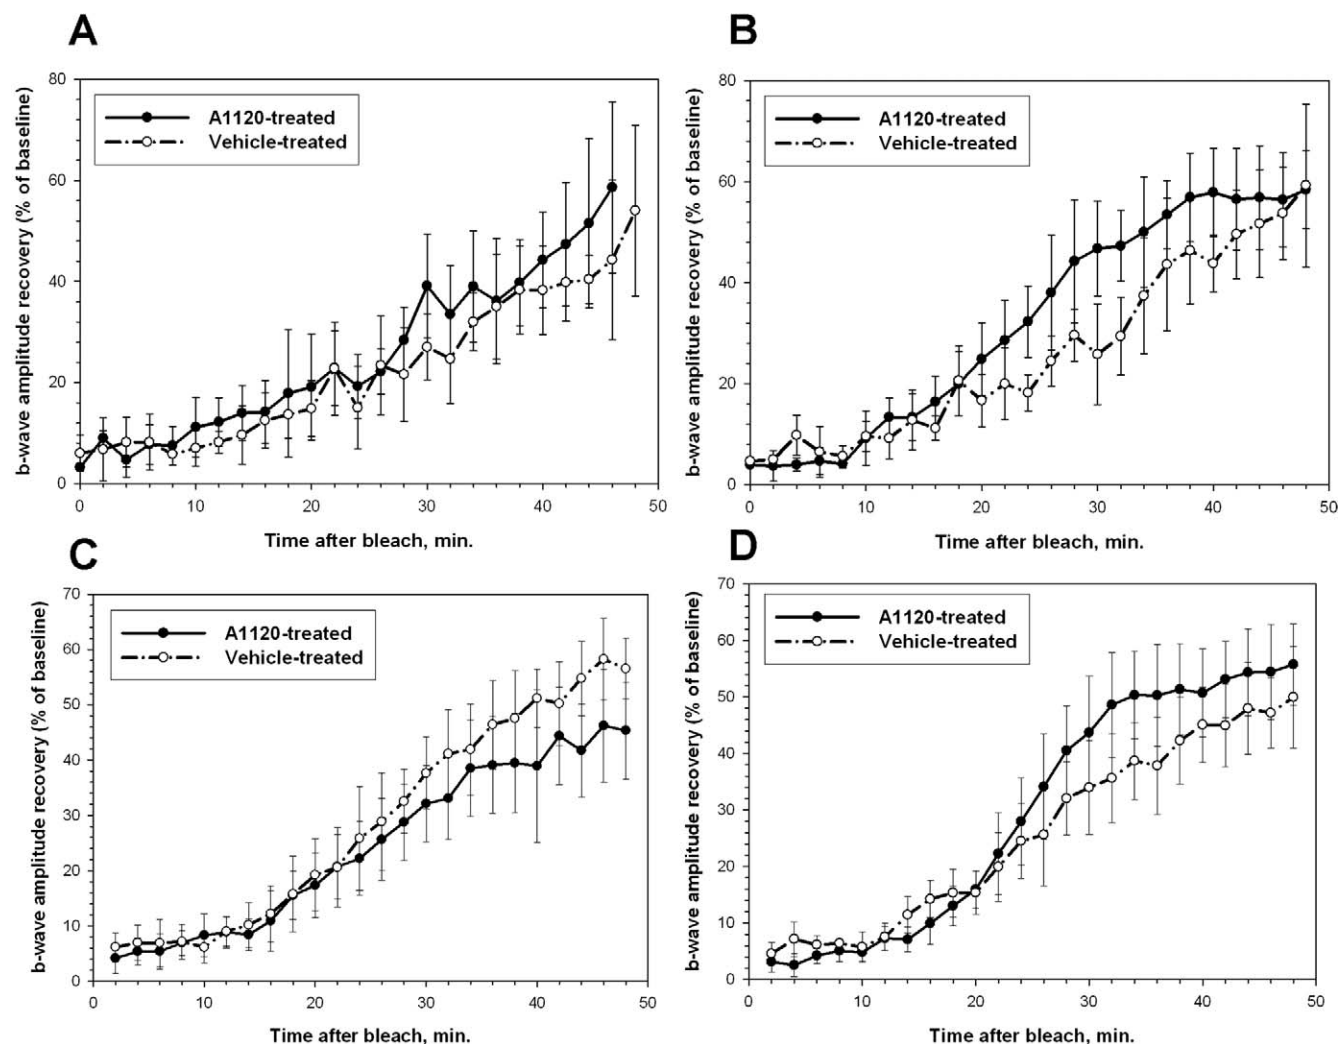 A
b-wave amplitude recovery (% of baseline)
80
60
40
20
0
A1120-treated
Vehicle-treated
0 10 20 30 40 50
Time after bleach, min.
B
b-wave amplitude recovery (% of baseline)
80
60
40
20
0
A1120-treated
Vehicle-treated
0 10 20 30 40 50
Time after bleach, min.
C
b-wave amplitude recovery (% of baseline)
70
60
50
40
30
20
10
0
A1120-treated
Vehicle-treated
0 10 20 30 40 50
Time after bleach, min.
D
b-wave amplitude recovery (% of baseline)
70
60
50
40
30
20
10
0
A1120-treated
Vehicle-treated
0 10 20 30 40 50
Time after bleach, min.